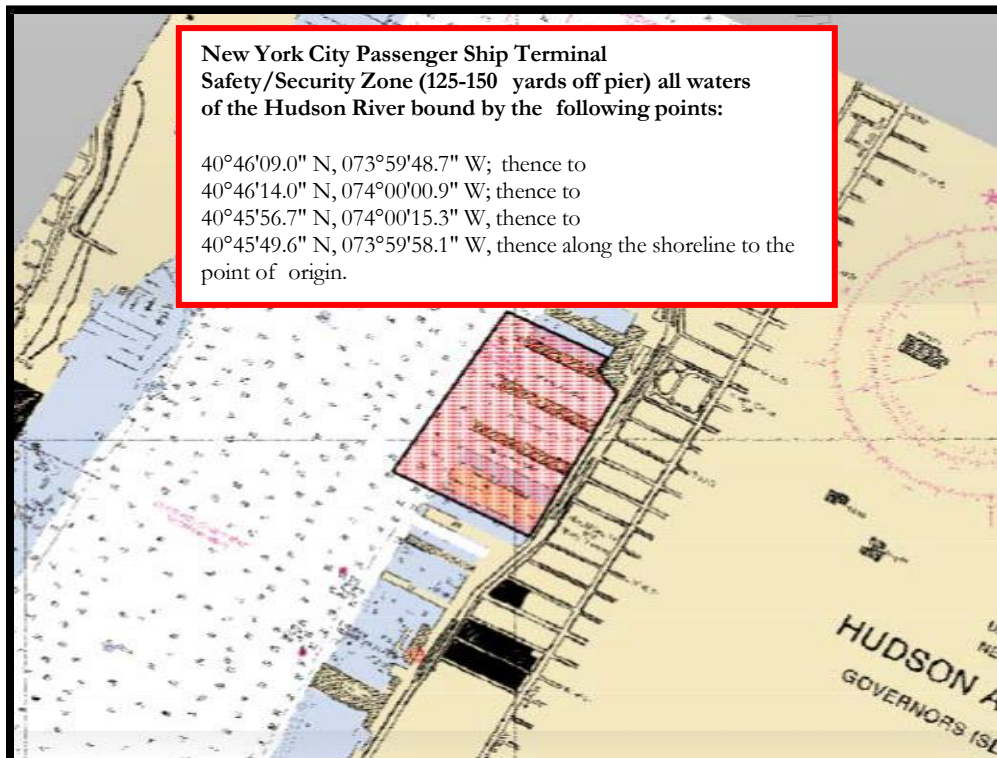 New York City Passenger Ship Terminal
Safety/Security Zone (125-150 yards off pier) all waters
of the Hudson River bound by the following points:
40°46'09.0" N, 073°59'48.7" W; thence to
40°46'14.0" N, 074°00'00.9" W; thence to
40°45'56.7" N, 074°00'15.3" W, thence to
40°45'49.6" N, 073°59'58.1" W, thence along the shoreline to the
point of origin.
HUDSON A
GOVERNORS ISL